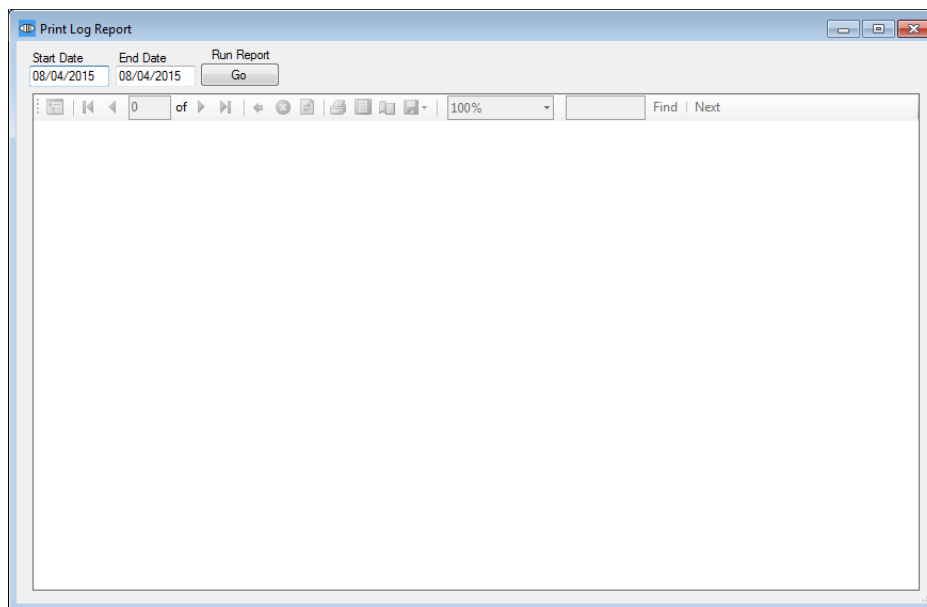 Print Log Report
Start Date End Date Run Report
08/04/2015 08/04/2015 Go
0 of 100% Find | Next